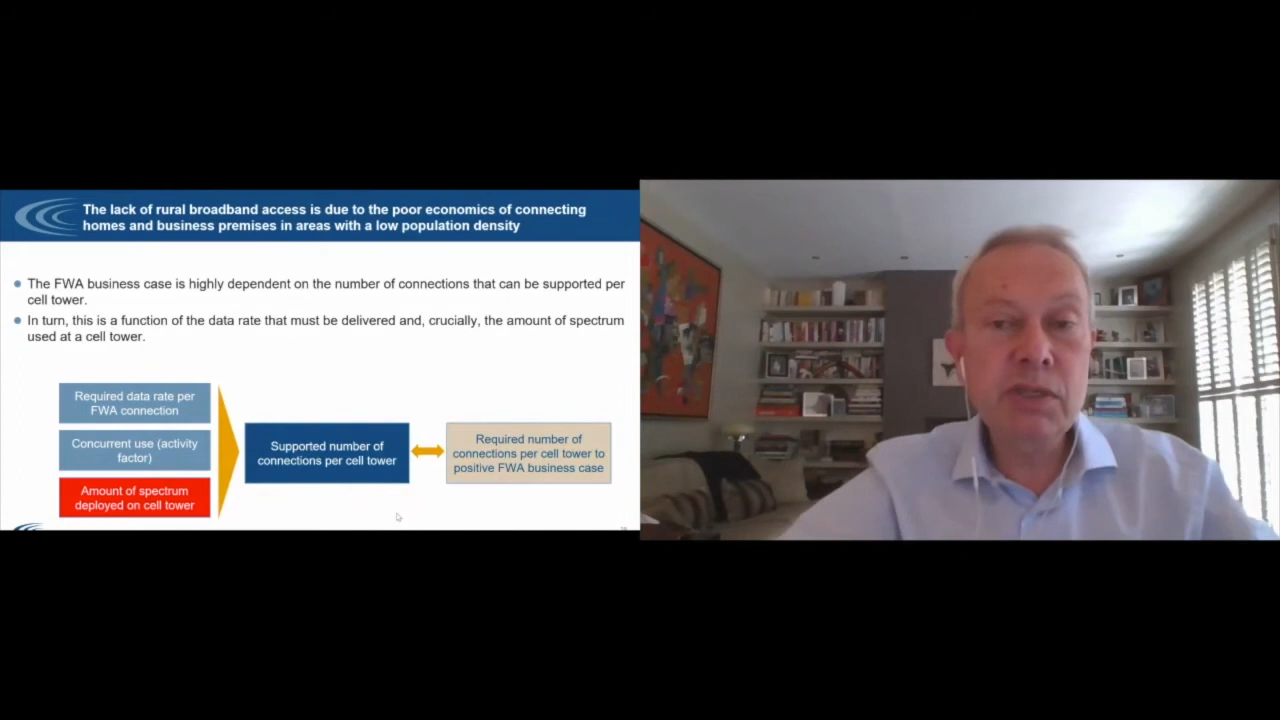 The lack of rural broadband access is due to the poor economics of connecting
homes and business premises in areas with a low population density
The FWA business case is highly dependent on the number of connections that can be supported per
cell tower.
In turn, this is a function of the data rate that must be delivered and, crucially, the amount of spectrum
used at a cell tower.
Required data rate per
FWA connection
Concurrent use (activity
factor)
Amount of spectrum
deployed on cell tower
Supported number of
connections per cell tower
Required number of
connections per cell tower to
positive FWA business case